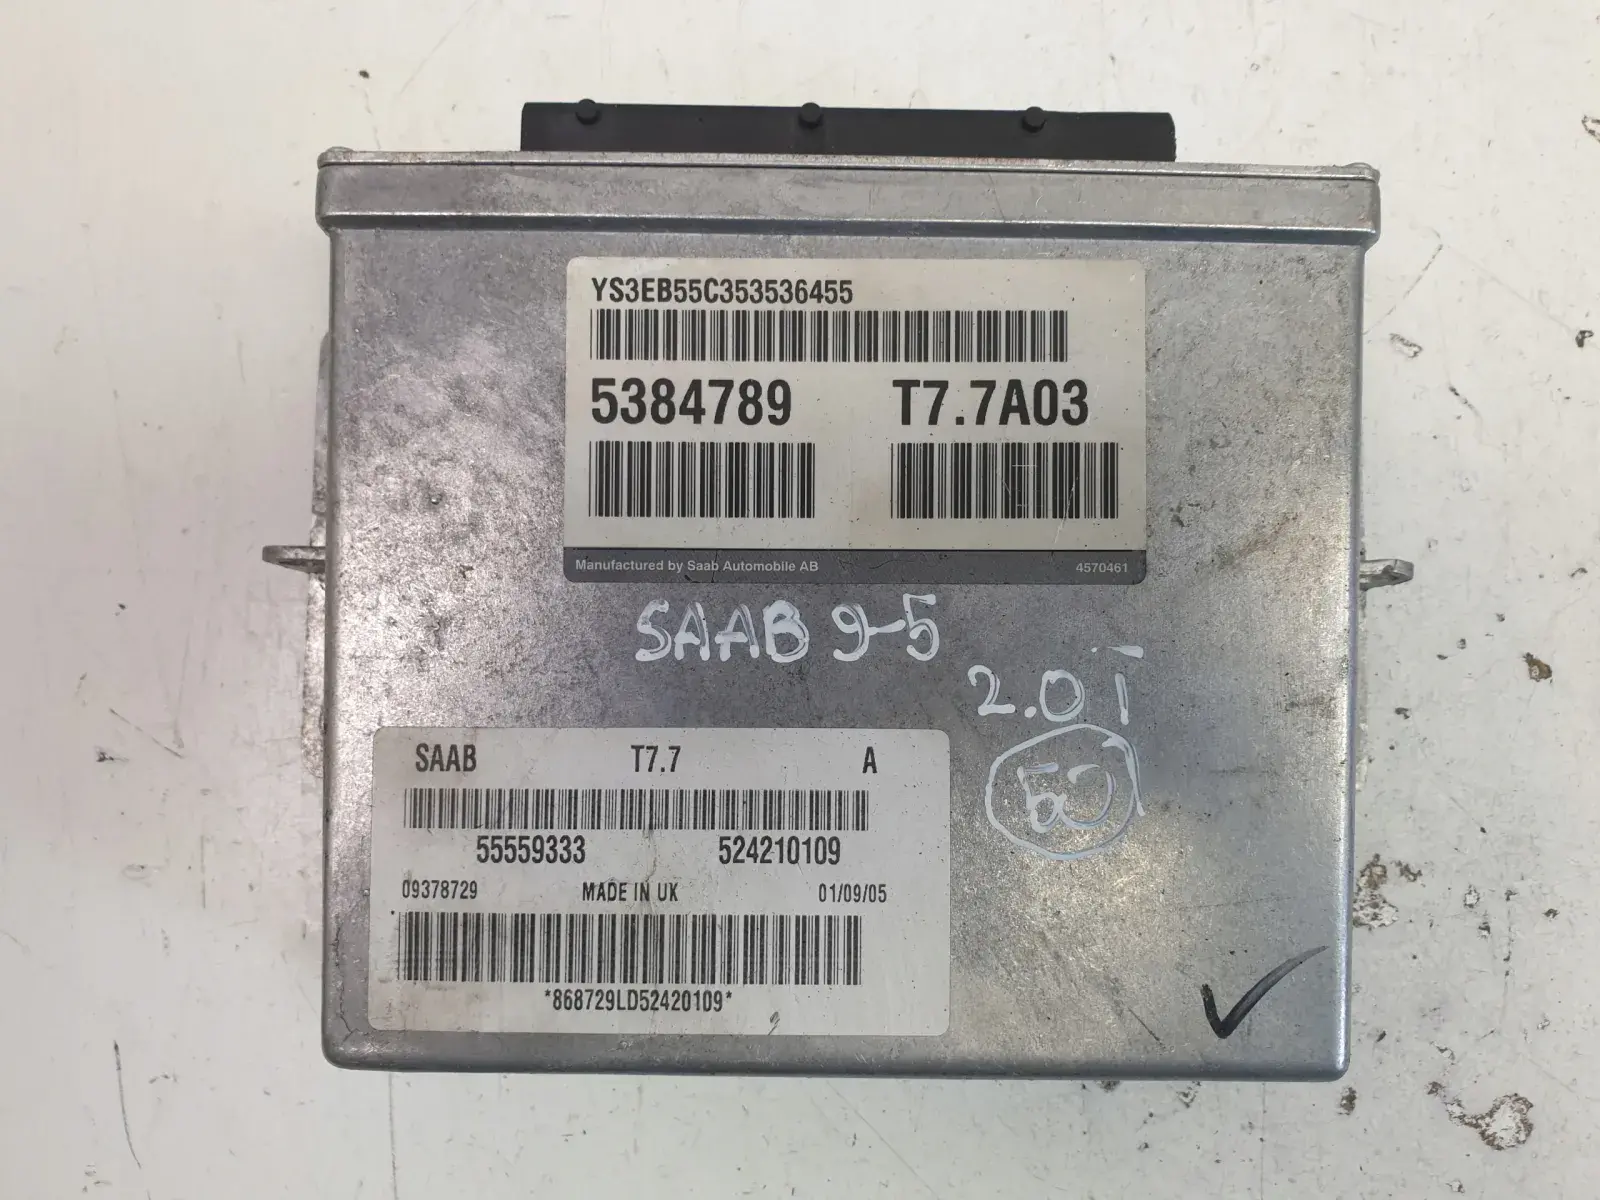 YS3EB55C353536455
5384789 T7.7A03
Manufactured by Saab Automobile AB 4570461
SAAB 9-5
2.0T
50
SAAB T7.7 A
55559333 524210109
09378729 MADE IN UK 01/09/05
*868729LD52420109*